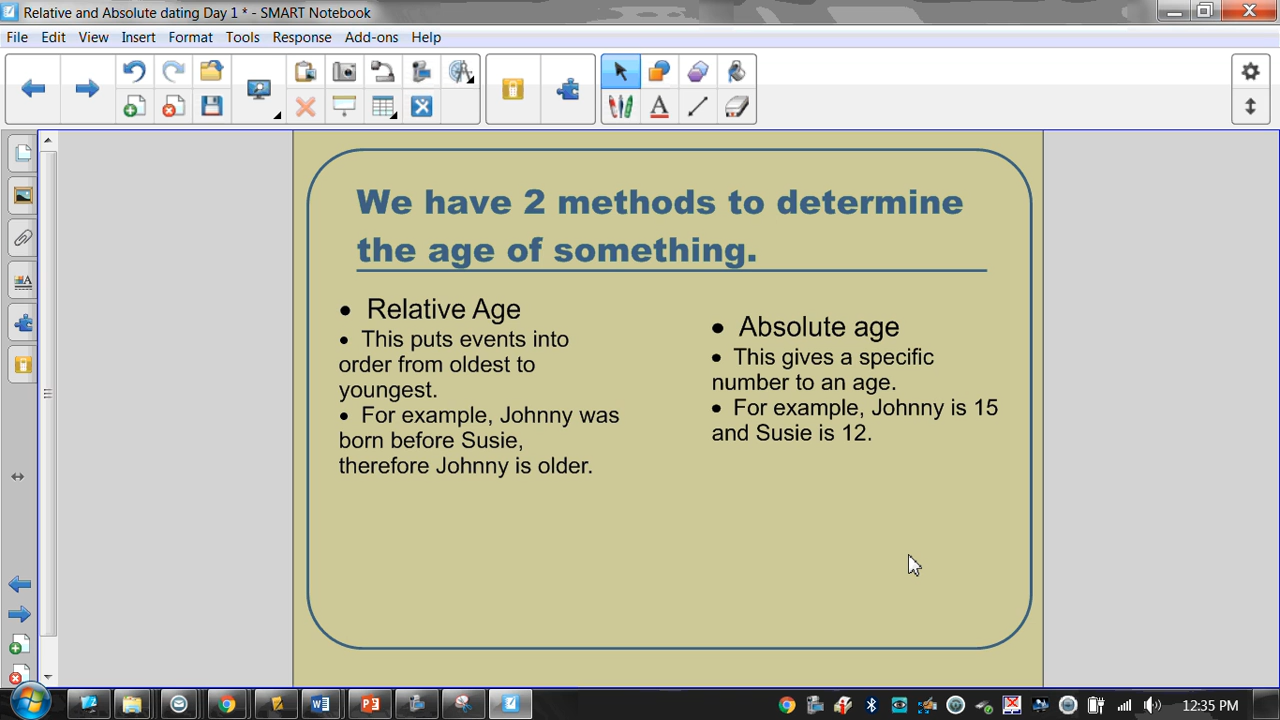 Relative and Absolute dating Day 1 * - SMART Notebook
File Edit View Insert Format Tools Response Add-ons Help
We have 2 methods to determine
the age of something.
• Relative Age
• This puts events into
order from oldest to
youngest.
• For example, Johnny was
born before Susie,
therefore Johnny is older.
• Absolute age
• This gives a specific
number to an age.
• For example, Johnny is 15
and Susie is 12.
12:35 PM